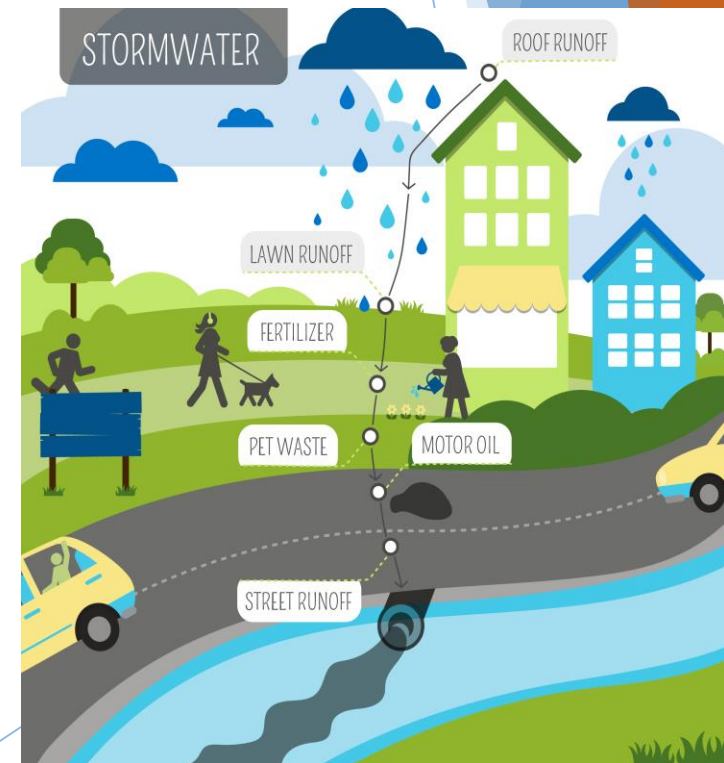 STORMWATER
ROOF RUNOFF
LAWN RUNOFF
FERTILIZER
PET WASTE
MOTOR OIL
STREET RUNOFF